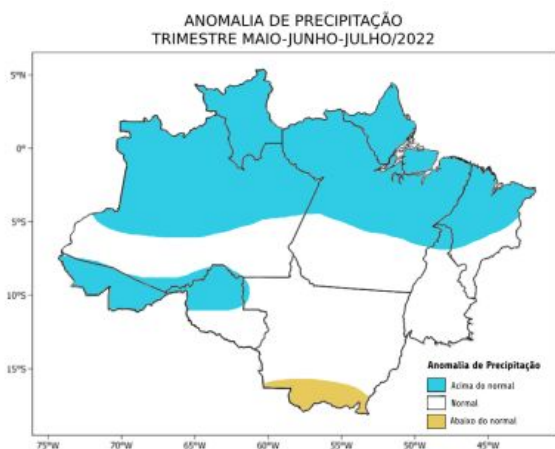 ANOMALIA DE PRECIPITAÇÃO
TRIMESTRE MAIO-JUNHO-JULHO/2022
5°N
0°
5°S
10°S
15°S
Anomalia de Precipitação
Acima do normal
Normal
Abaixo do normal
75°W 70°W 65°W 60°W 55°W 50°W 45°W